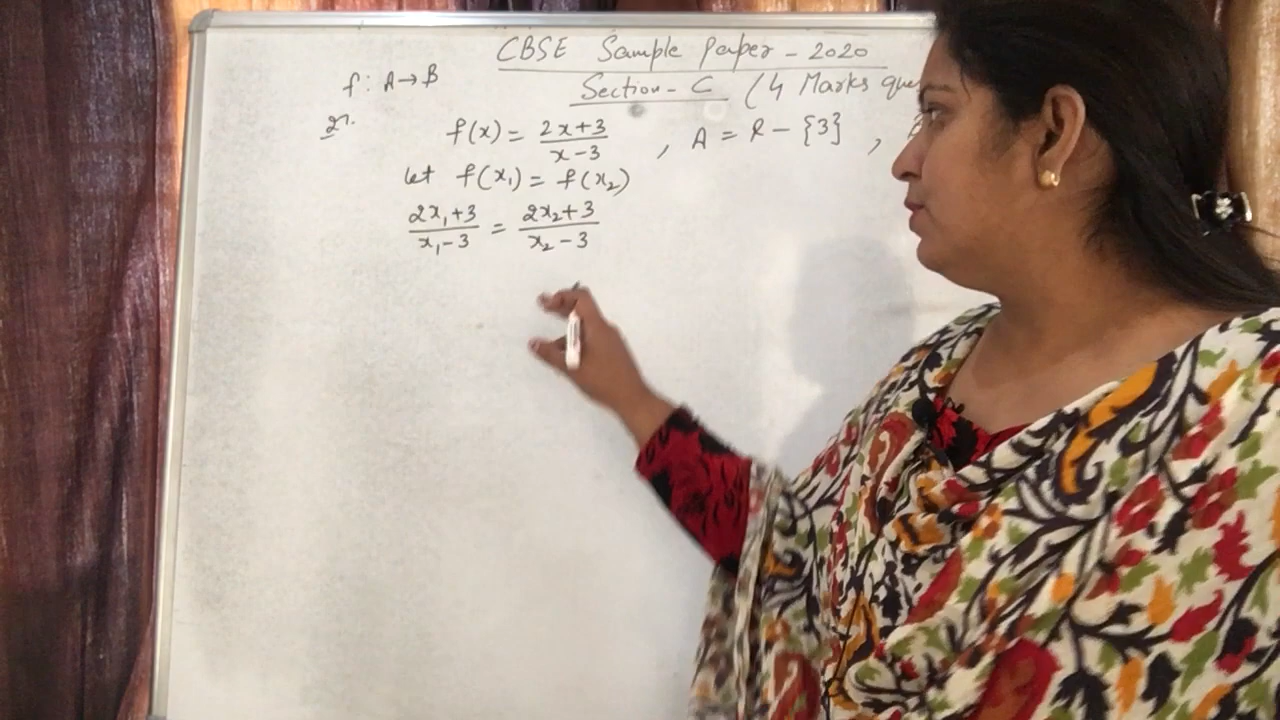 CBSE Sample Paper - 2020
Section - C (4 Marks
f : A → B
27. f(x) = (2x+3)/(x-3) , A = R - {3} ,
let f(x₁) = f(x₂)
(2x₁+3)/(x₁-3) = (2x₂+3)/(x₂-3)